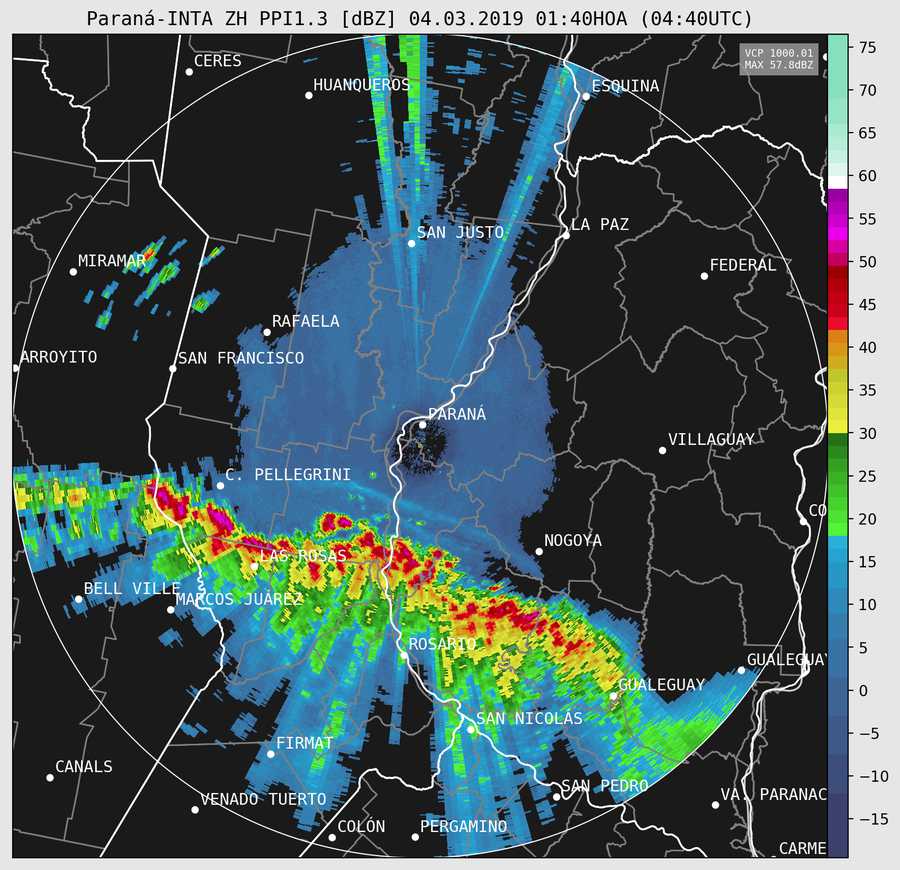 Paraná-INTA ZH PPI1.3 [dBZ] 04.03.2019 01:40HOA (04:40UTC)
VCP 1000.01
MAX 57.8dBZ
75
CERES
HUANQUEROS
ESQUINA
70
65
60
SAN JUSTO
LA PAZ
55
MIRAMAR
FEDERAL
50
45
RAFAELA
ARROYITO
SAN FRANCISCO
40
35
PARANÁ
VILLAGUAY
30
C. PELLEGRINI
25
CO
20
NOGOYA
LAS ROSAS
15
BELL VILLE
MARCOS JUÁREZ
10
ROSARIO
5
GUALEGUAY
GUALEGUAY
0
SAN NICOLÁS
-5
FIRMAT
CANALS
-10
SAN PEDRO
VENADO TUERTO
VA. PARANAC
-15
COLÓN
PERGAMINO
CARME